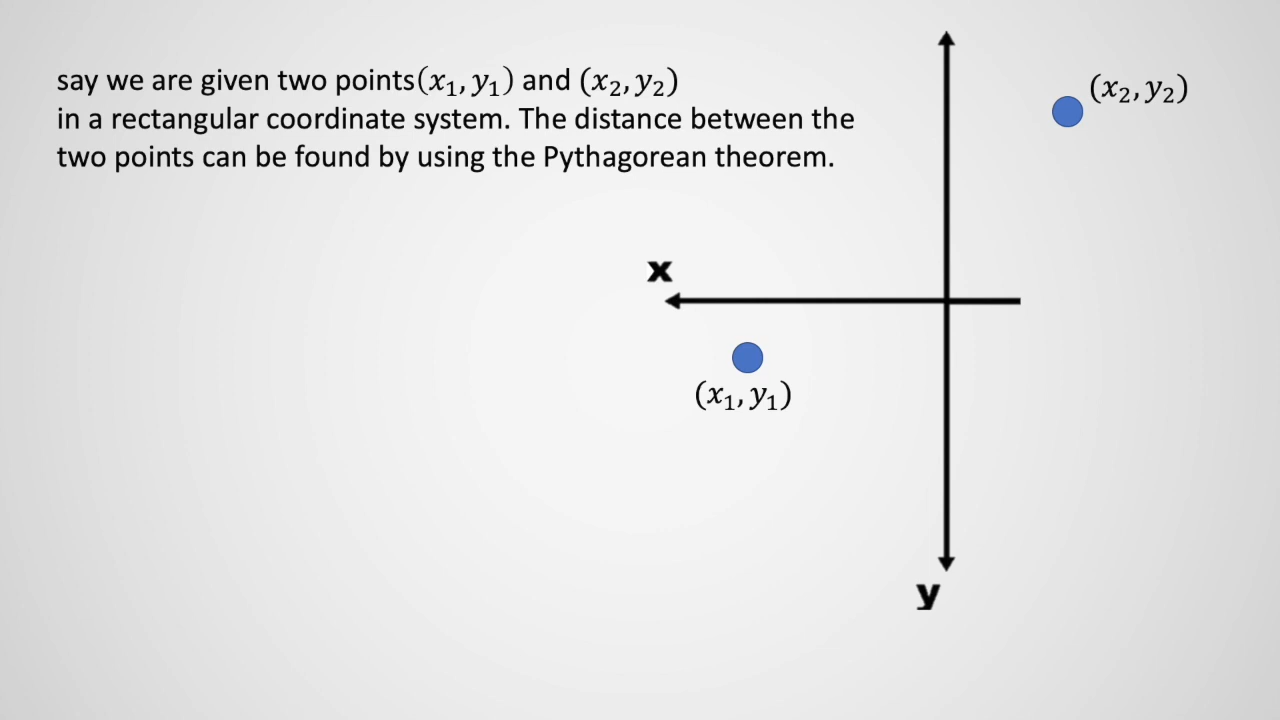 say we are given two points(x₁, y₁) and (x₂, y₂)
in a rectangular coordinate system. The distance between the
two points can be found by using the Pythagorean theorem.
(x₂, y₂)
x
(x₁, y₁)
y